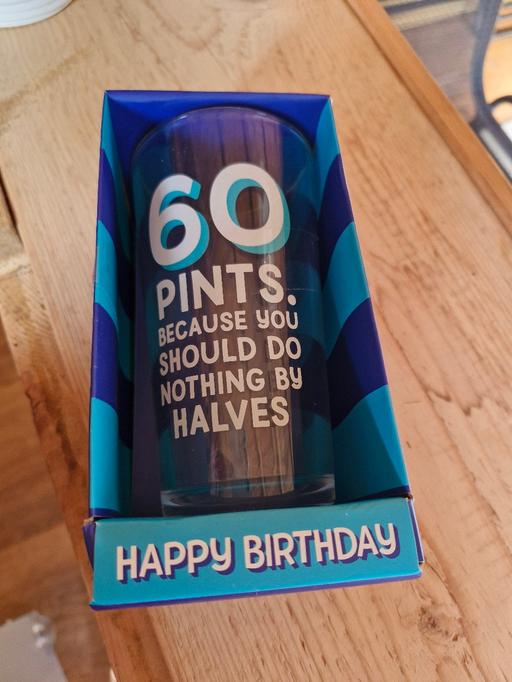 60
PINTS.
BECAUSE YOU
SHOULD DO
NOTHING BY
HALVES
HAPPY BIRTHDAY